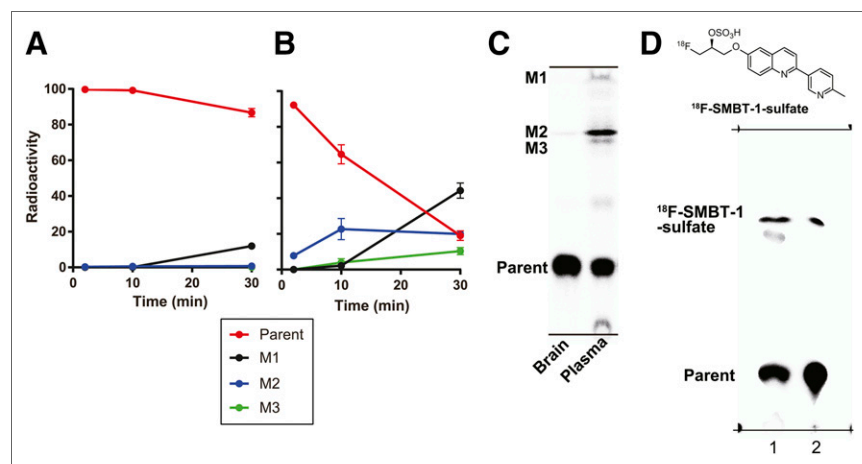 A
B
C
D
100
80
60
40
20
0
Radioactivity
0
10
20
30
Time (min)
0
10
20
30
Time (min)
Parent
M1
M2
M3
M1
M2
M3
Parent
Brain
Plasma
OSO₃H
¹⁸F
O
N
N
¹⁸F-SMBT-1-sulfate
¹⁸F-SMBT-1
-sulfate
Parent
1 2